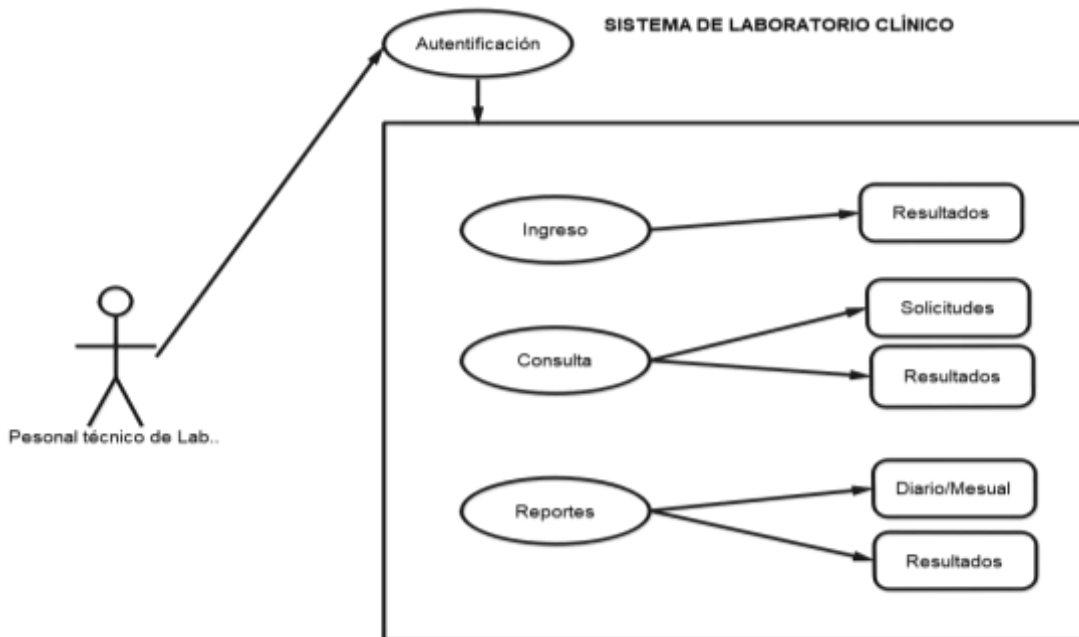 SISTEMA DE LABORATORIO CLÍNICO
Autentificación
Ingreso
Resultados
Solicitudes
Consulta
Resultados
Pesonal técnico de Lab..
Diario/Mesual
Reportes
Resultados